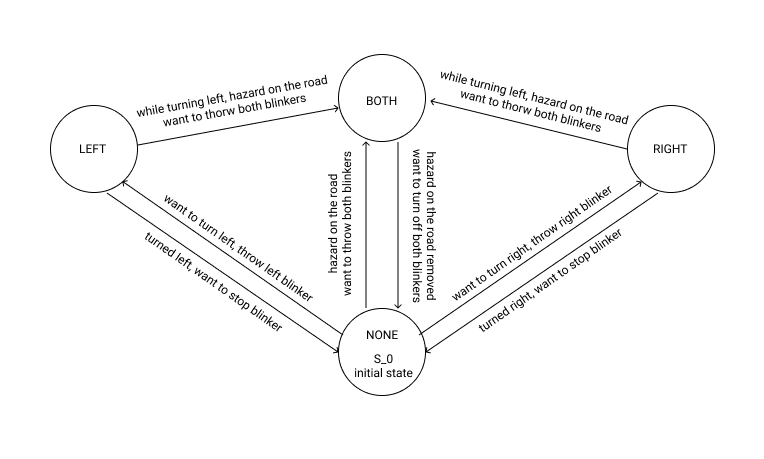 while turning left, hazard on the road
want to thorw both blinkers
BOTH
while turning left, hazard on the road
want to thorw both blinkers
LEFT
RIGHT
hazard on the road
want to throw both blinkers
hazard on the road removed
want to turn off both blinkers
want to turn left, throw left blinker
turned left, want to stop blinker
want to turn right, throw right blinker
turned right, want to stop blinker
NONE
S_0
initial state